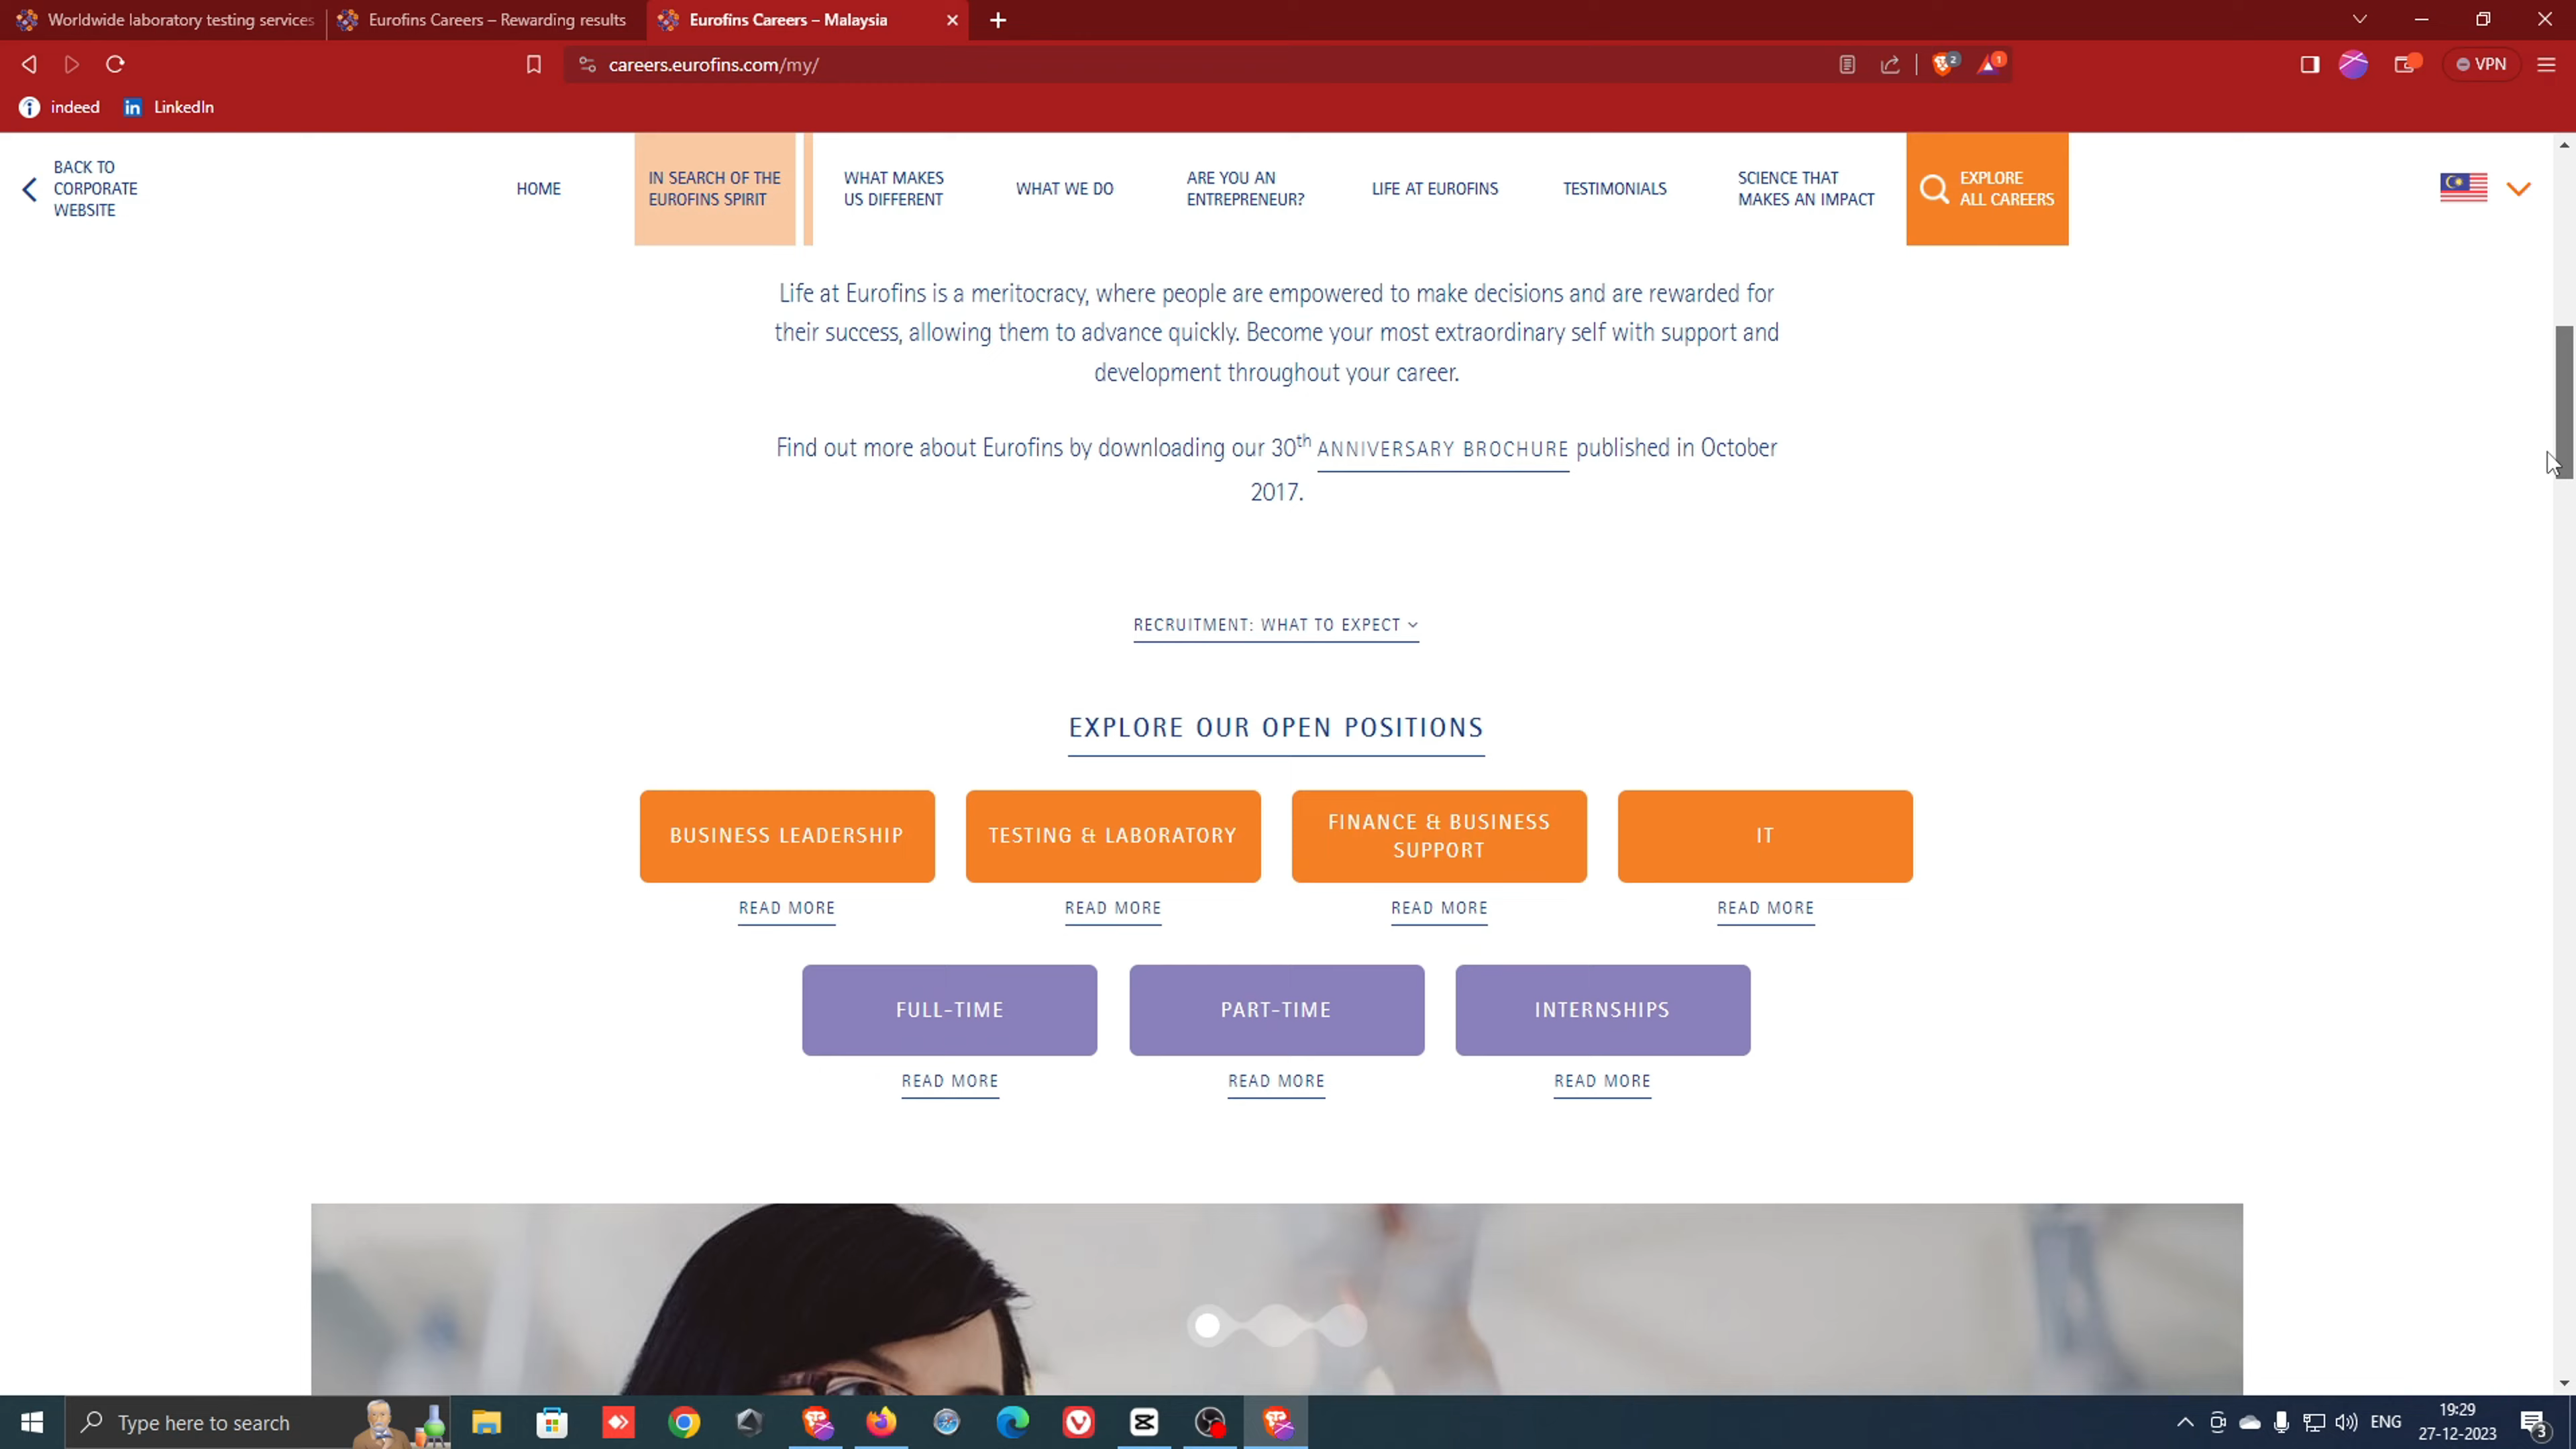 Worldwide laboratory testing services
Eurofins Careers – Rewarding results
Eurofins Careers – Malaysia
careers.eurofins.com/my/
2
1
VPN
indeed
LinkedIn
BACK TO
CORPORATE
WEBSITE
HOME
IN SEARCH OF THE
EUROFINS SPIRIT
WHAT MAKES
US DIFFERENT
WHAT WE DO
ARE YOU AN
ENTREPRENEUR?
LIFE AT EUROFINS
TESTIMONIALS
SCIENCE THAT
MAKES AN IMPACT
EXPLORE
ALL CAREERS
Life at Eurofins is a meritocracy, where people are empowered to make decisions and are rewarded for
their success, allowing them to advance quickly. Become your most extraordinary self with support and
development throughout your career.
Find out more about Eurofins by downloading our 30th ANNIVERSARY BROCHURE published in October
2017.
RECRUITMENT: WHAT TO EXPECT
EXPLORE OUR OPEN POSITIONS
BUSINESS LEADERSHIP
TESTING & LABORATORY
FINANCE & BUSINESS
SUPPORT
IT
READ MORE
READ MORE
READ MORE
READ MORE
FULL-TIME
PART-TIME
INTERNSHIPS
READ MORE
READ MORE
READ MORE
Type here to search
ENG
19:29
27-12-2023
3